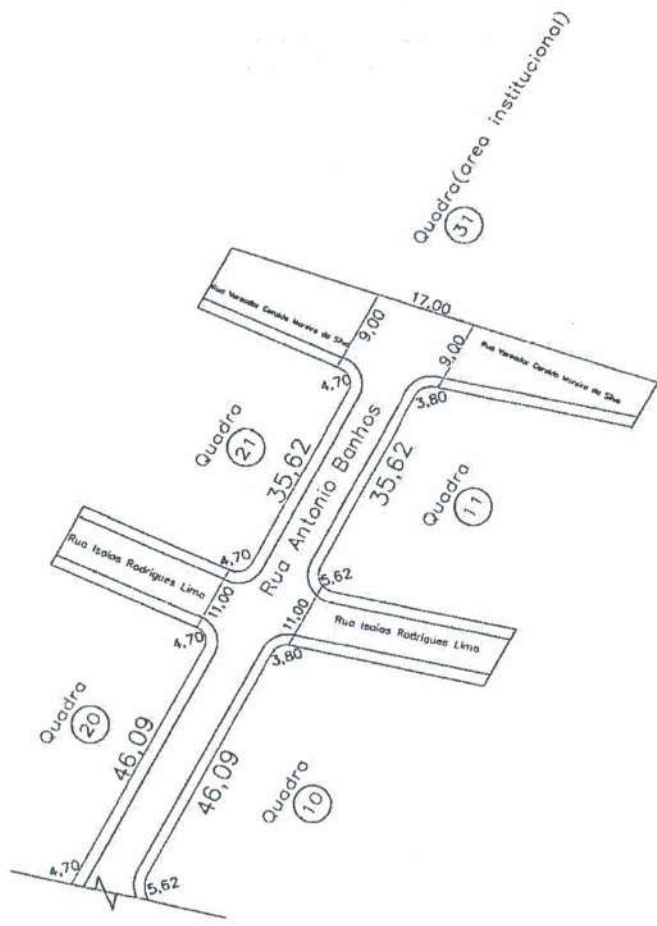 Quadra(area institucional)
31
Rua Vereador Geraldo Moreira da Silva
17,00
9,00
9,00
Rua Vereador Geraldo Moreira da Silva
4,70
3,80
Quadra
21
35,62
Rua Antonio Banhos
35,62
Quadra
11
Rua Isaias Rodrigues Lima
4,70
5,62
11,00
11,00
Rua Isaias Rodrigues Lima
4,70
3,80
Quadra
20
46,09
46,09
Quadra
10
4,70
5,62